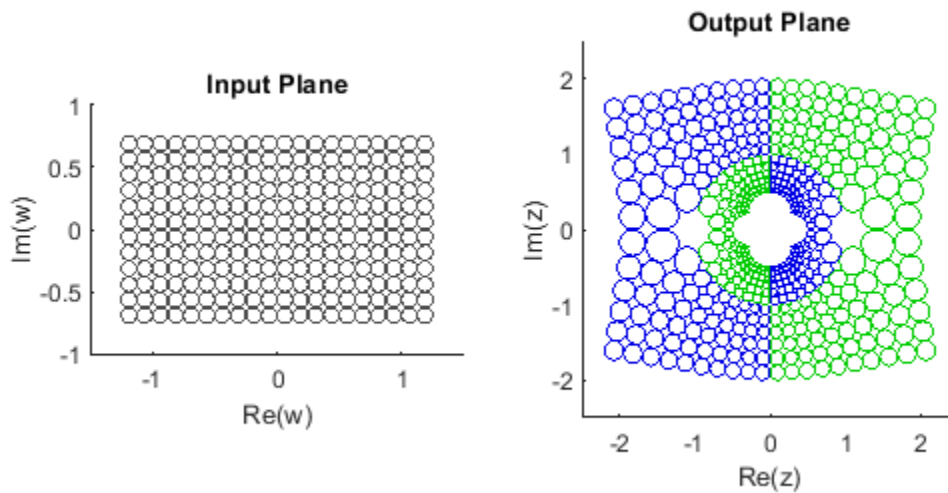 Input Plane
1
0.5
0
-0.5
-1
Im(w)
-1 0 1
Re(w)
Output Plane
2
1
0
-1
-2
Im(z)
-2 -1 0 1 2
Re(z)